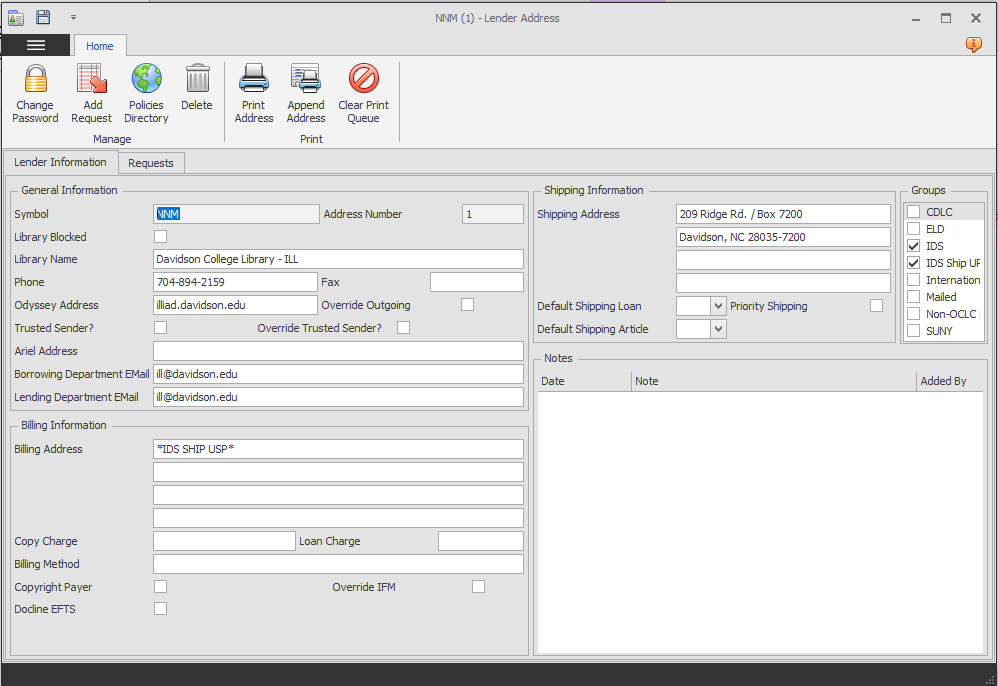 NNM (1) - Lender Address
Home
Change Password
Add Request
Policies Directory
Delete
Print Address
Append Address
Clear Print Queue
Manage
Print
Lender Information
Requests
General Information
Symbol NNM Address Number 1
Library Blocked
Library Name Davidson College Library - ILL
Phone 704-894-2159 Fax
Odyssey Address illiad.davidson.edu Override Outgoing
Trusted Sender? Override Trusted Sender?
Ariel Address
Borrowing Department EMail ill@davidson.edu
Lending Department EMail ill@davidson.edu
Billing Information
Billing Address *IDS SHIP USP*
Copy Charge Loan Charge
Billing Method
Copyright Payer Override IFM
Docline EFTS
Shipping Information
Shipping Address 209 Ridge Rd. / Box 7200
Davidson, NC 28035-7200
Default Shipping Loan Priority Shipping
Default Shipping Article
Groups
CDLC
ELD
IDS
IDS Ship UP
Internation
Mailed
Non-OCLC
SUNY
Notes
Date Note Added By